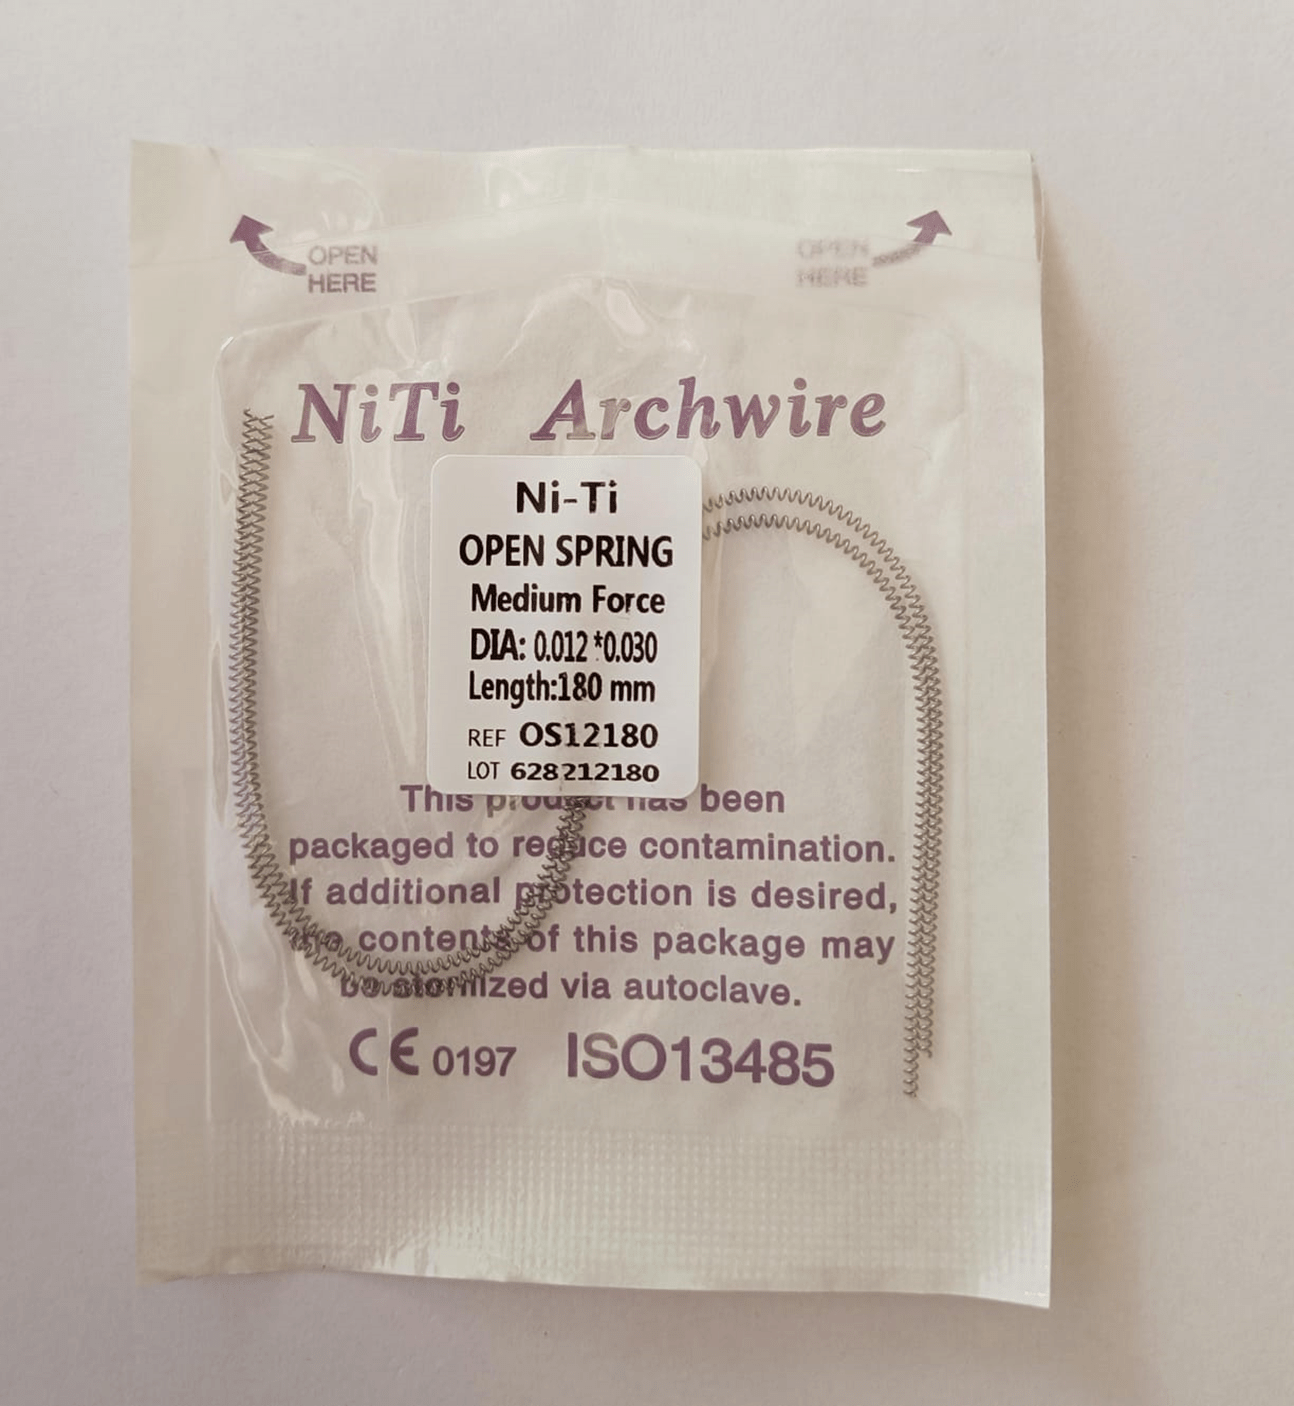 OPEN
HERE
OPEN
HERE
NiTi Archwire
Ni-Ti
OPEN SPRING
Medium Force
DIA: 0.012*0.030
Length:180 mm
REF OS12180
LOT 628212180
This product has been
packaged to reduce contamination.
If additional protection is desired,
the contents of this package may
be sterilized via autoclave.
CE 0197 ISO13485